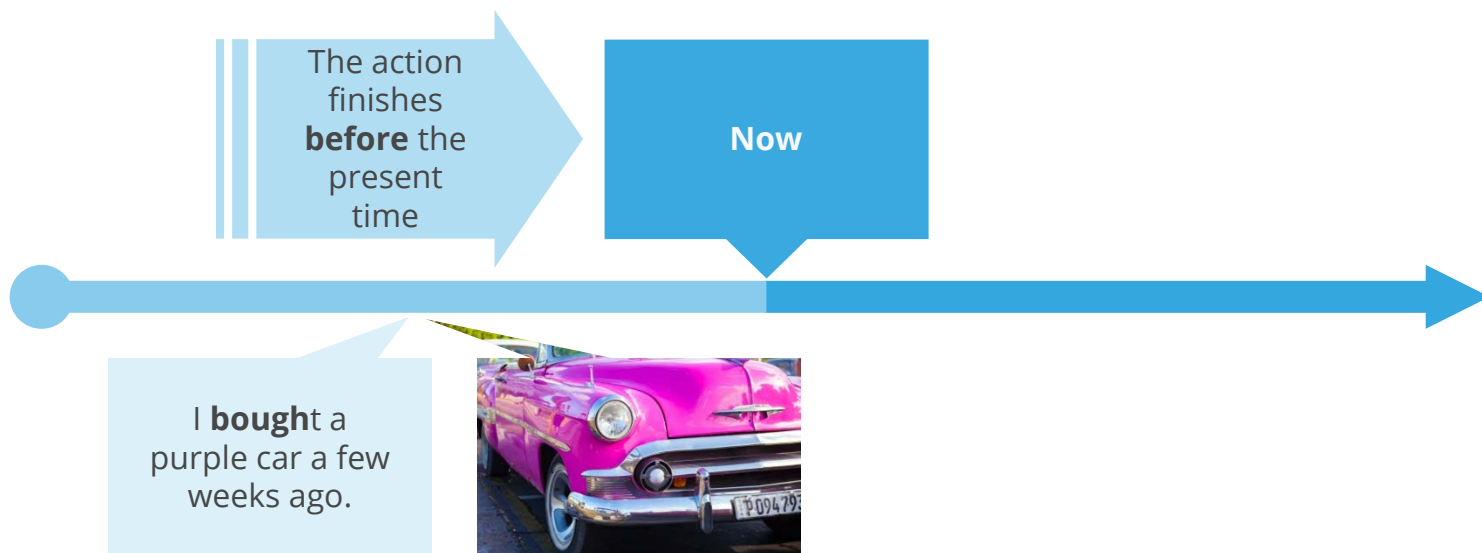 The action
finishes
before the
present
time
Now
I bought a
purple car a few
weeks ago.
P094793